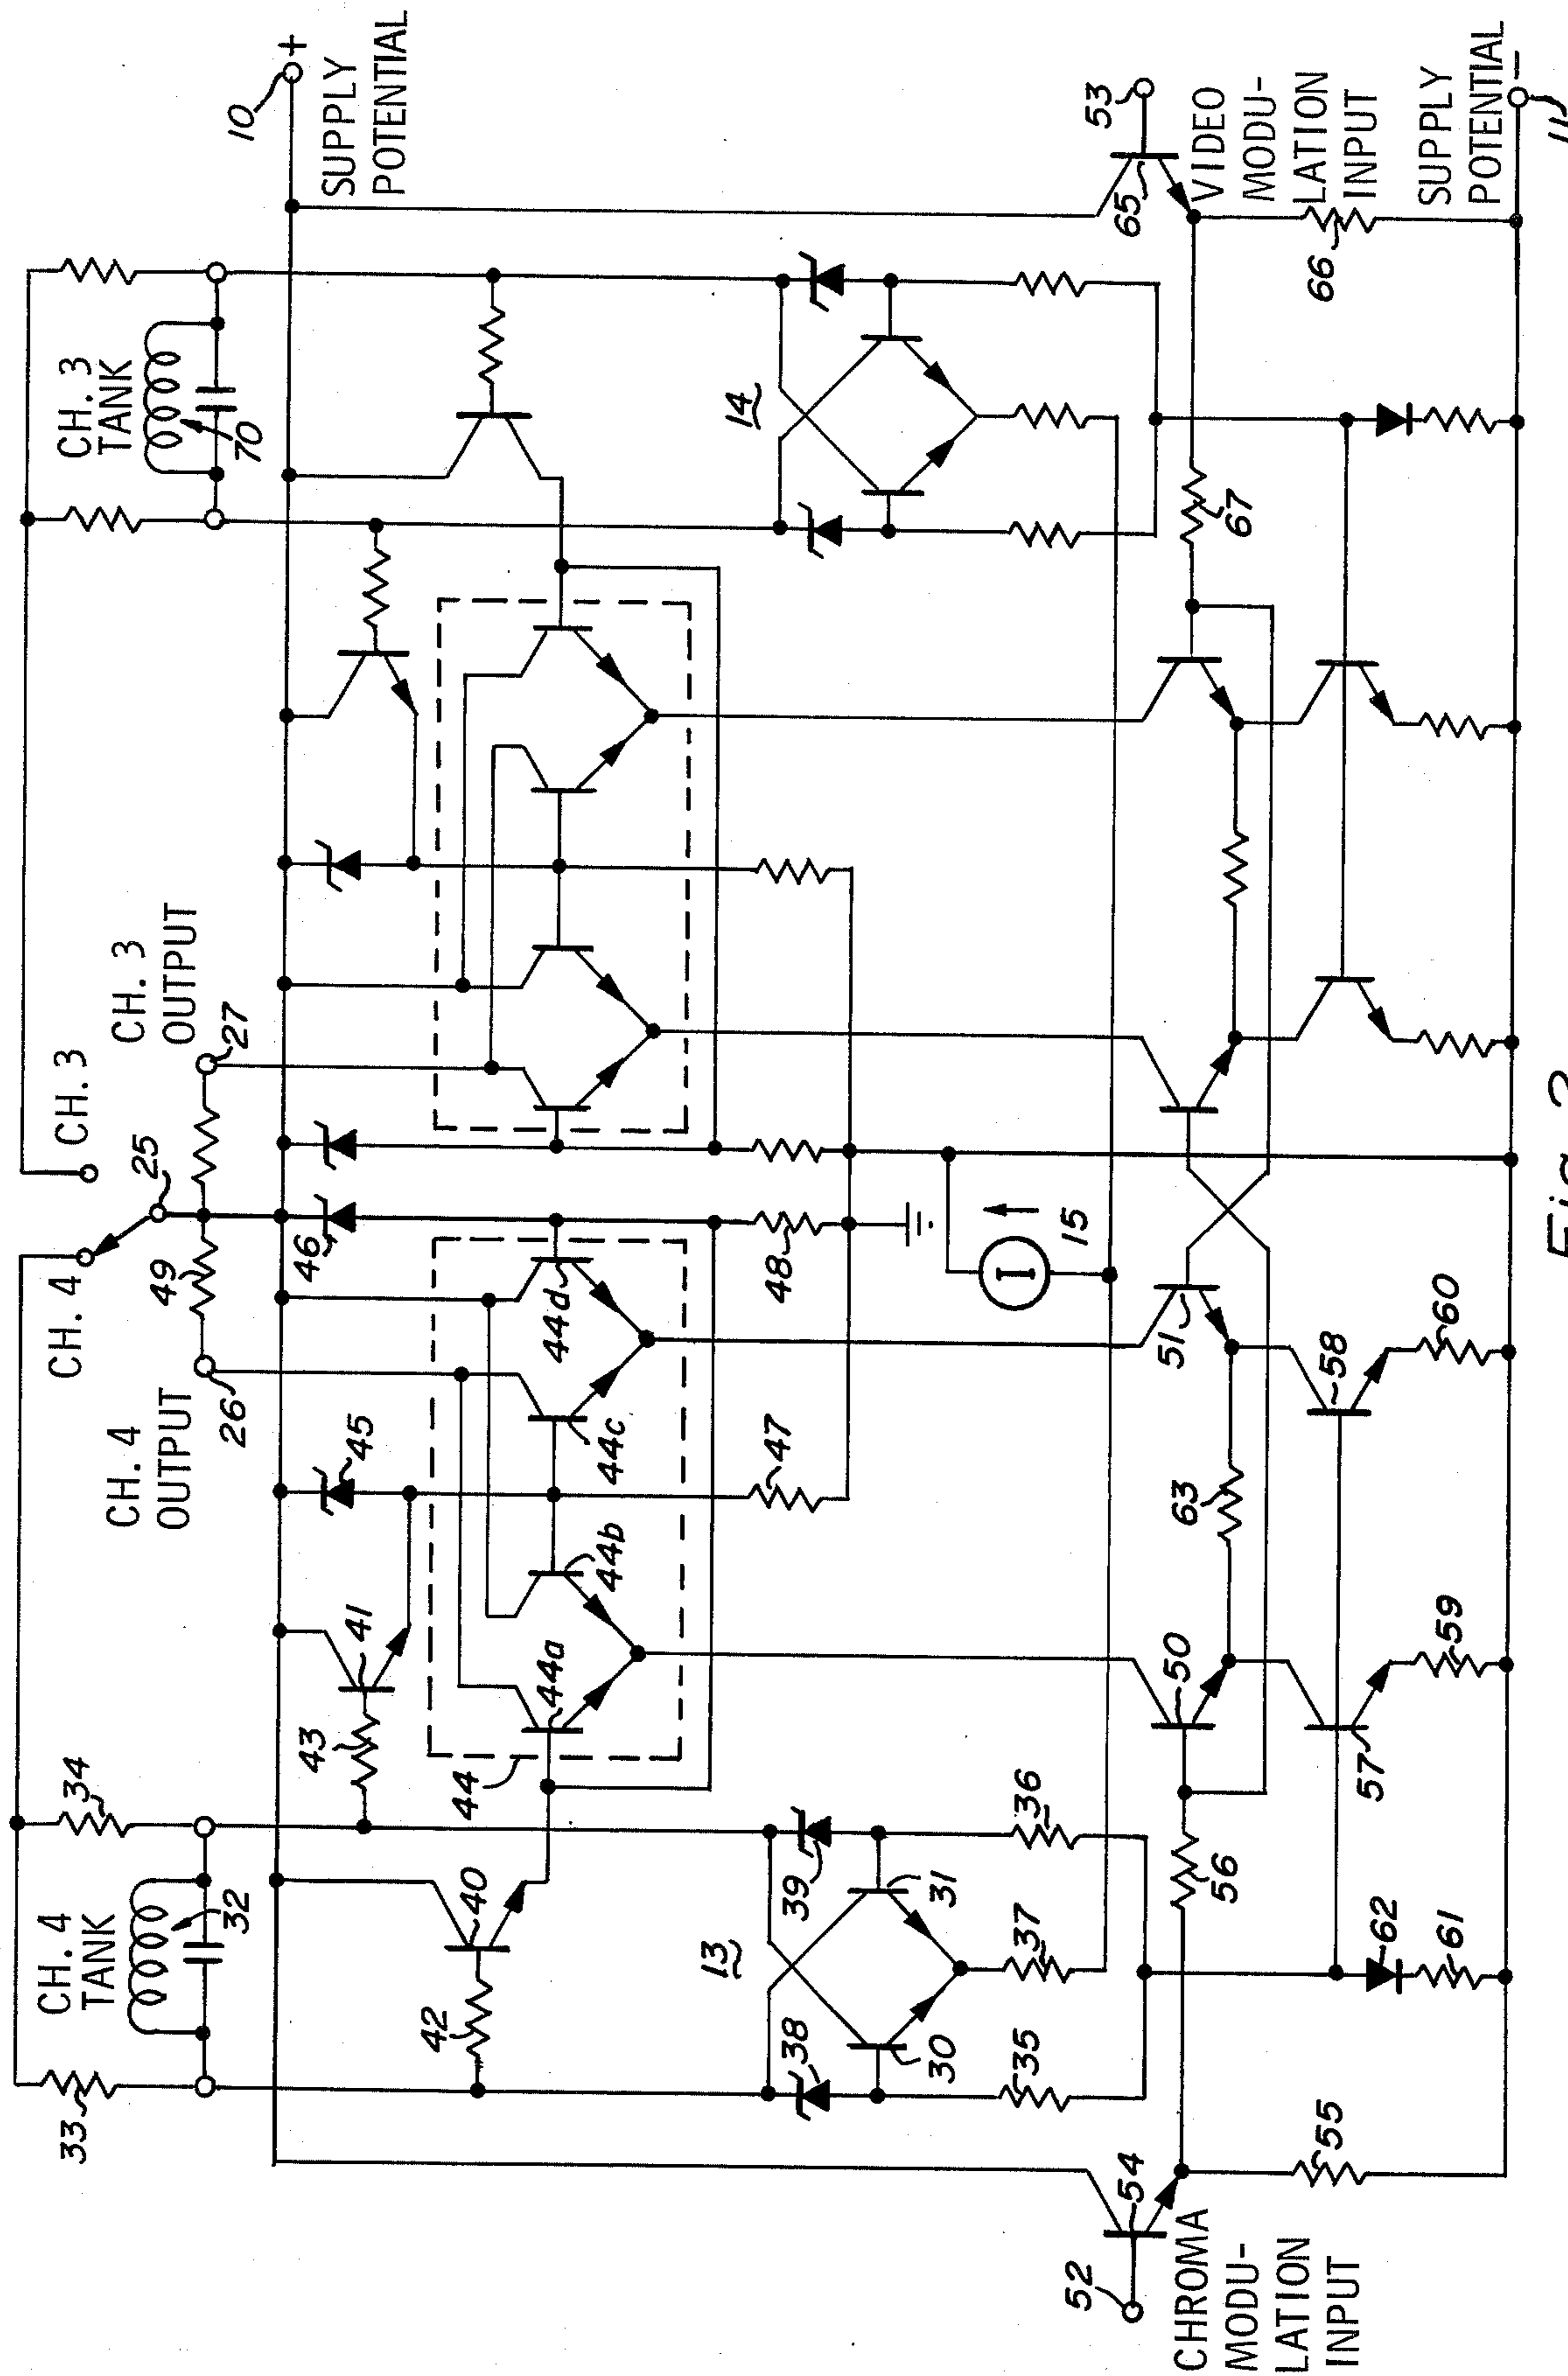 CH. 4
TANK
32
33
34
CH. 4
CH. 3
25
49
CH. 4
OUTPUT
26
CH. 3
OUTPUT
27
CH. 3
TANK
70
10
+
SUPPLY
POTENTIAL
42
40
43
41
44
44a
44b
44c
44d
45
46
47
48
13
38
39
30
31
35
36
37
14
I
15
52
54
CHROMA
MODU-
LATION
INPUT
55
56
50
51
57
58
59
60
61
62
63
53
65
VIDEO
MODU-
LATION
INPUT
66
67
SUPPLY
POTENTIAL
−
11